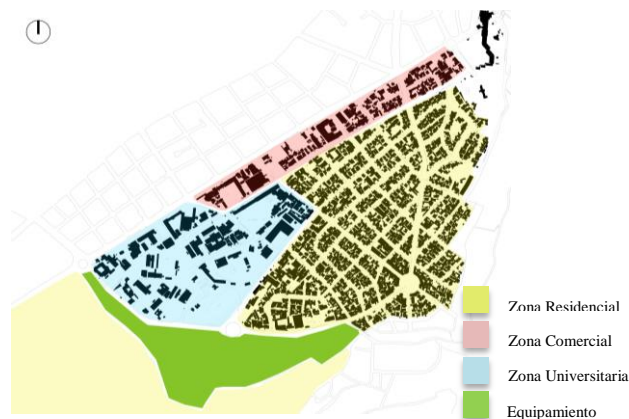 Zona Residencial
Zona Comercial
Zona Universitaria
Equipamiento